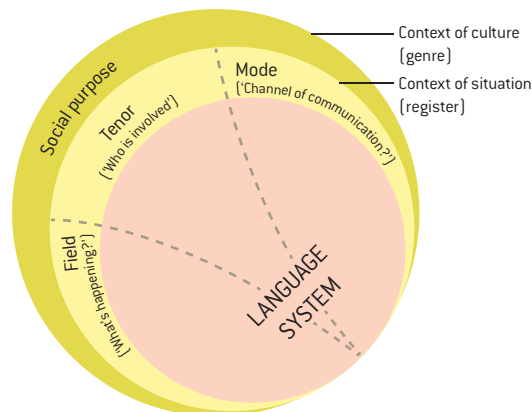 Context of culture
(genre)
Context of situation
(register)
Social purpose
Mode
(‘Channel of communication?’)
Tenor
(‘Who is involved’)
Field
(‘What’s happening?’)
LANGUAGE
SYSTEM